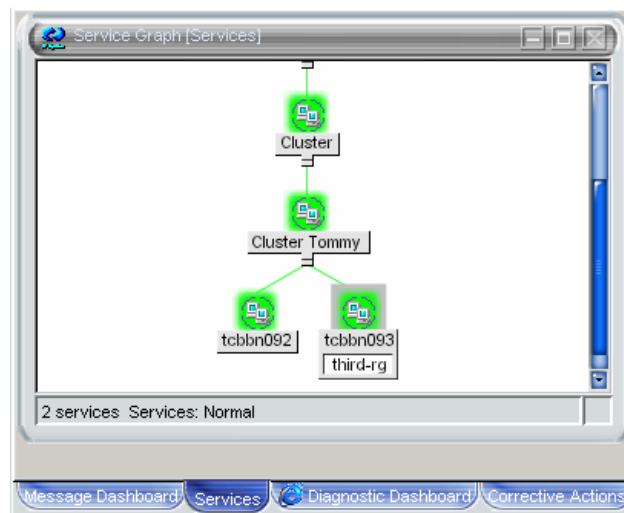 Service Graph [Services]
Cluster
Cluster Tommy
tcbbn092 tcbbn093
third-rg
2 services Services: Normal
Message Dashboard Services Diagnostic Dashboard Corrective Actions